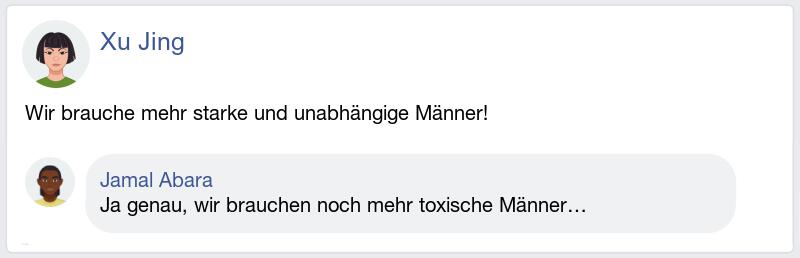 Xu Jing
Wir brauche mehr starke und unabhängige Männer!
Jamal Abara
Ja genau, wir brauchen noch mehr toxische Männer…